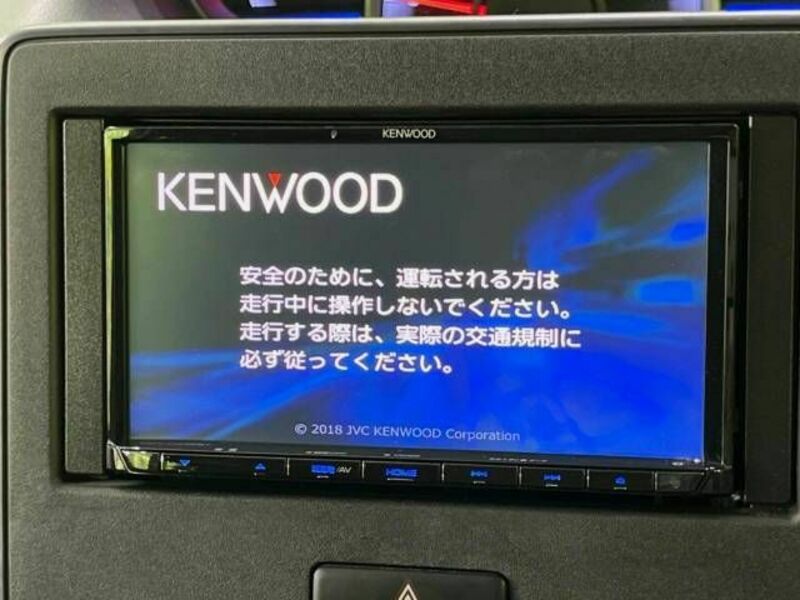 KENWOOD
KENWOOD
安全のために、運転される方は
走行中に操作しないでください。
走行する際は、実際の交通規制に
必ず従ってください。
© 2018 JVC KENWOOD Corporation
/AV
HOME